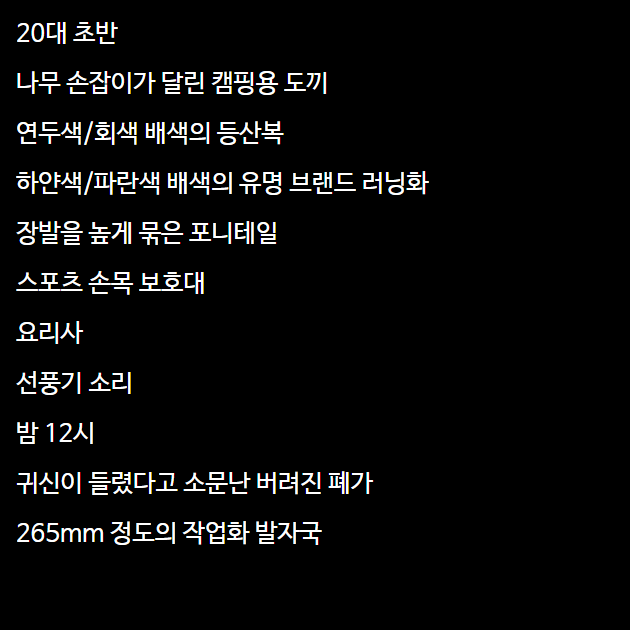 20대 초반
나무 손잡이가 달린 캠핑용 도끼
연두색/회색 배색의 등산복
하얀색/파란색 배색의 유명 브랜드 러닝화
장발을 높게 묶은 포니테일
스포츠 손목 보호대
요리사
선풍기 소리
밤 12시
귀신이 들렸다고 소문난 버려진 폐가
265mm 정도의 작업화 발자국